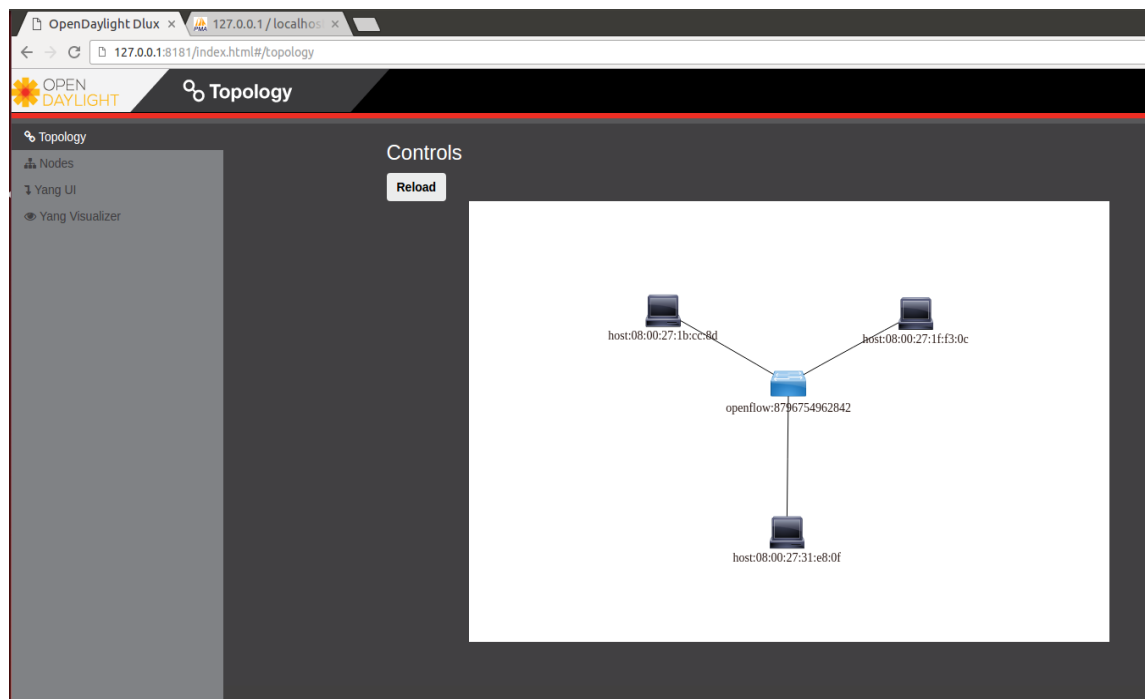 OpenDaylight Dlux
127.0.0.1 / localhos
127.0.0.1:8181/index.html#/topology
OPEN
DAYLIGHT
Topology
Topology
Nodes
Yang UI
Yang Visualizer
Controls
Reload
host:08:00:27:1b:cc:8d
host:08:00:27:1f:f3:0c
openflow:8796754962842
host:08:00:27:31:e8:0f